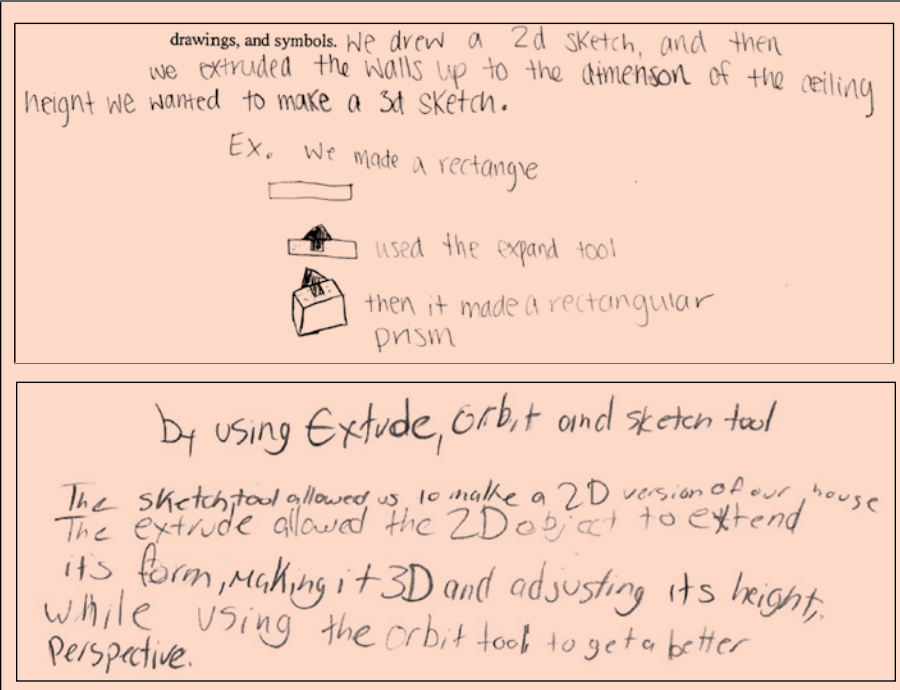 drawings, and symbols. We drew a 2d sketch, and then
we extruded the walls up to the dimenson of the ceiling
height we wanted to make a 3d sketch.
Ex. We made a rectangle
used the expand tool
then it made a rectangular
prism
by using Extrude, Orbit and sketch tool
The sketch tool allowed us to make a 2D version of our house
The extrude allowed the 2D object to extend
its form, Making it 3D and adjusting its height,
while using the orbit tool to get a better
Perspective.